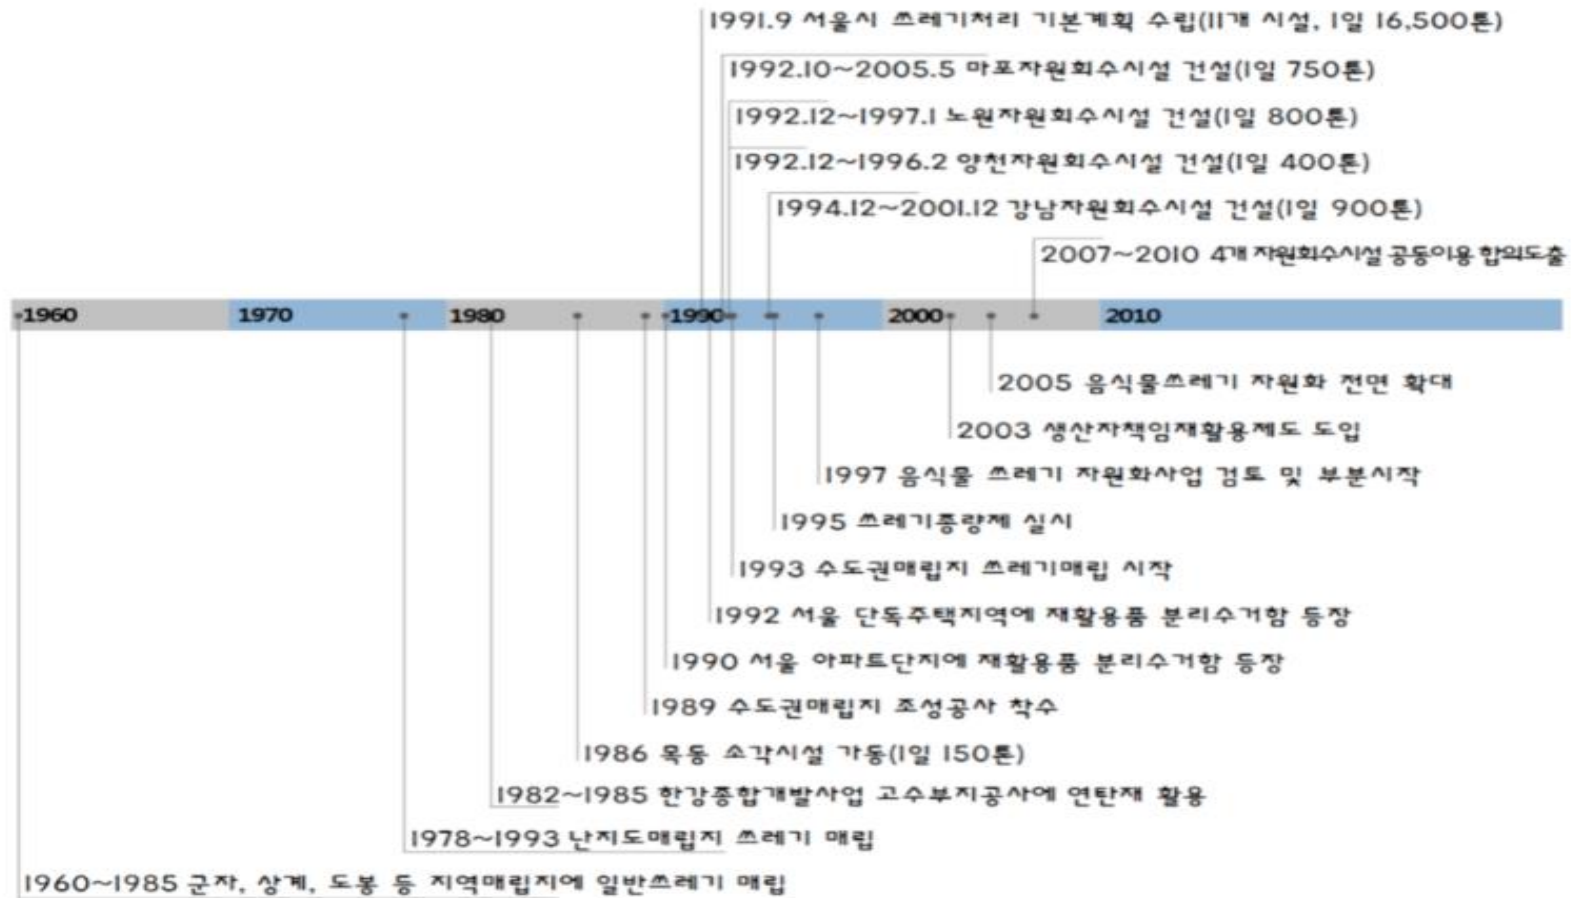 1991.9 서울시 쓰레기처리 기본계획 수립(11개 시설, 1일 16,500톤)
1992.10~2005.5 마포자원회수시설 건설(1일 750톤)
1992.12~1997.1 노원자원회수시설 건설(1일 800톤)
1992.12~1996.2 양천자원회수시설 건설(1일 400톤)
1994.12~2001.12 강남자원회수시설 건설(1일 900톤)
2007~2010 4개 자원회수시설 공동이용 합의도출
1960 1970 1980 1990 2000 2010
2005 음식물쓰레기 자원화 전면 확대
2003 생산자책임재활용제도 도입
1997 음식물 쓰레기 자원화사업 검토 및 부분시작
1995 쓰레기종량제 실시
1993 수도권매립지 쓰레기매립 시작
1992 서울 단독주택지역에 재활용품 분리수거함 등장
1990 서울 아파트단지에 재활용품 분리수거함 등장
1989 수도권매립지 조성공사 착수
1986 목동 소각시설 가동(1일 150톤)
1982~1985 한강종합개발사업 고수부지공사에 연탄재 활용
1978~1993 난지도매립지 쓰레기 매립
1960~1985 군자, 상계, 도봉 등 지역매립지에 일반쓰레기 매립